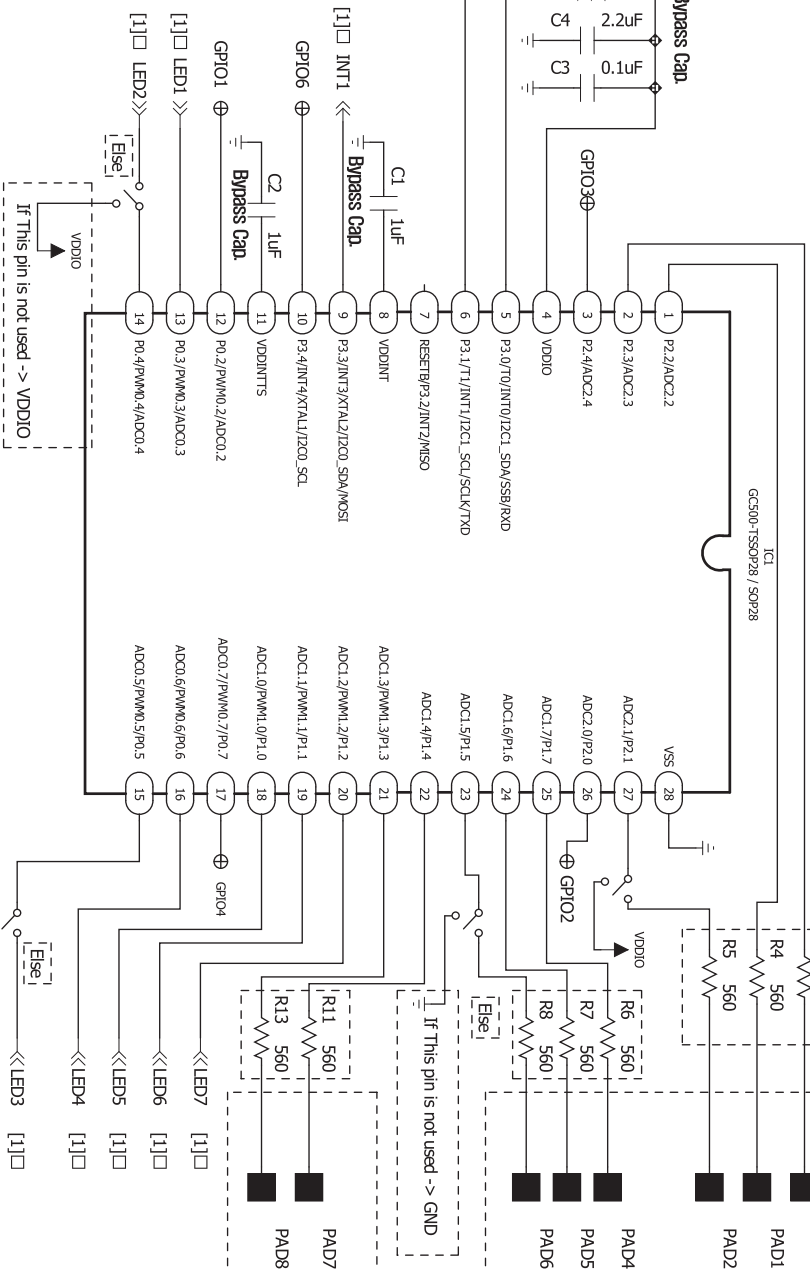 Bypass Cap.
C4 2.2uF
C3 0.1uF
[1] INT1
GPIO6
GPIO1
[1] LED1
[1] LED2
Else
VDDIO
If This pin is not used -> VDDIO
C1 1uF
Bypass Cap.
C2 1uF
Bypass Cap.
GPIO3
IC1
GC500-TSSOP28 / SOP28
1 P2.2/ADC2.2
2 P2.3/ADC2.3
3 P2.4/ADC2.4
4 VDDIO
5 P3.0/T0/INT0/I2C1_SDA/SSB/RXD
6 P3.1/T1/INT1/I2C1_SCL/SCLK/TXD
7 RESETB/P3.2/INT2/MISO
8 VDDINT
9 P3.3/INT3/XTAL2/I2C0_SDA/MOSI
10 P3.4/INT4/XTAL1/I2C0_SCL
11 VDDINTTS
12 P0.2/PWM0.2/ADC0.2
13 P0.3/PWM0.3/ADC0.3
14 P0.4/PWM0.4/ADC0.4
VSS 28
ADC2.1/P2.1 27
ADC2.0/P2.0 26
ADC1.7/P1.7 25
ADC1.6/P1.6 24
ADC1.5/P1.5 23
ADC1.4/P1.4 22
ADC1.3/PWM1.3/P1.3 21
ADC1.2/PWM1.2/P1.2 20
ADC1.1/PWM1.1/P1.1 19
ADC1.0/PWM1.0/P1.0 18
ADC0.7/PWM0.7/P0.7 17
ADC0.6/PWM0.6/P0.6 16
ADC0.5/PWM0.5/P0.5 15
GPIO2
VDDIO
GPIO4
R4 560
R5 560
R6 560
R7 560
R8 560
Else
If This pin is not used -> GND
R11 560
R13 560
Else
PAD1
PAD2
PAD4
PAD5
PAD6
PAD7
PAD8
LED7 [1]
LED6 [1]
LED5 [1]
LED4 [1]
LED3 [1]